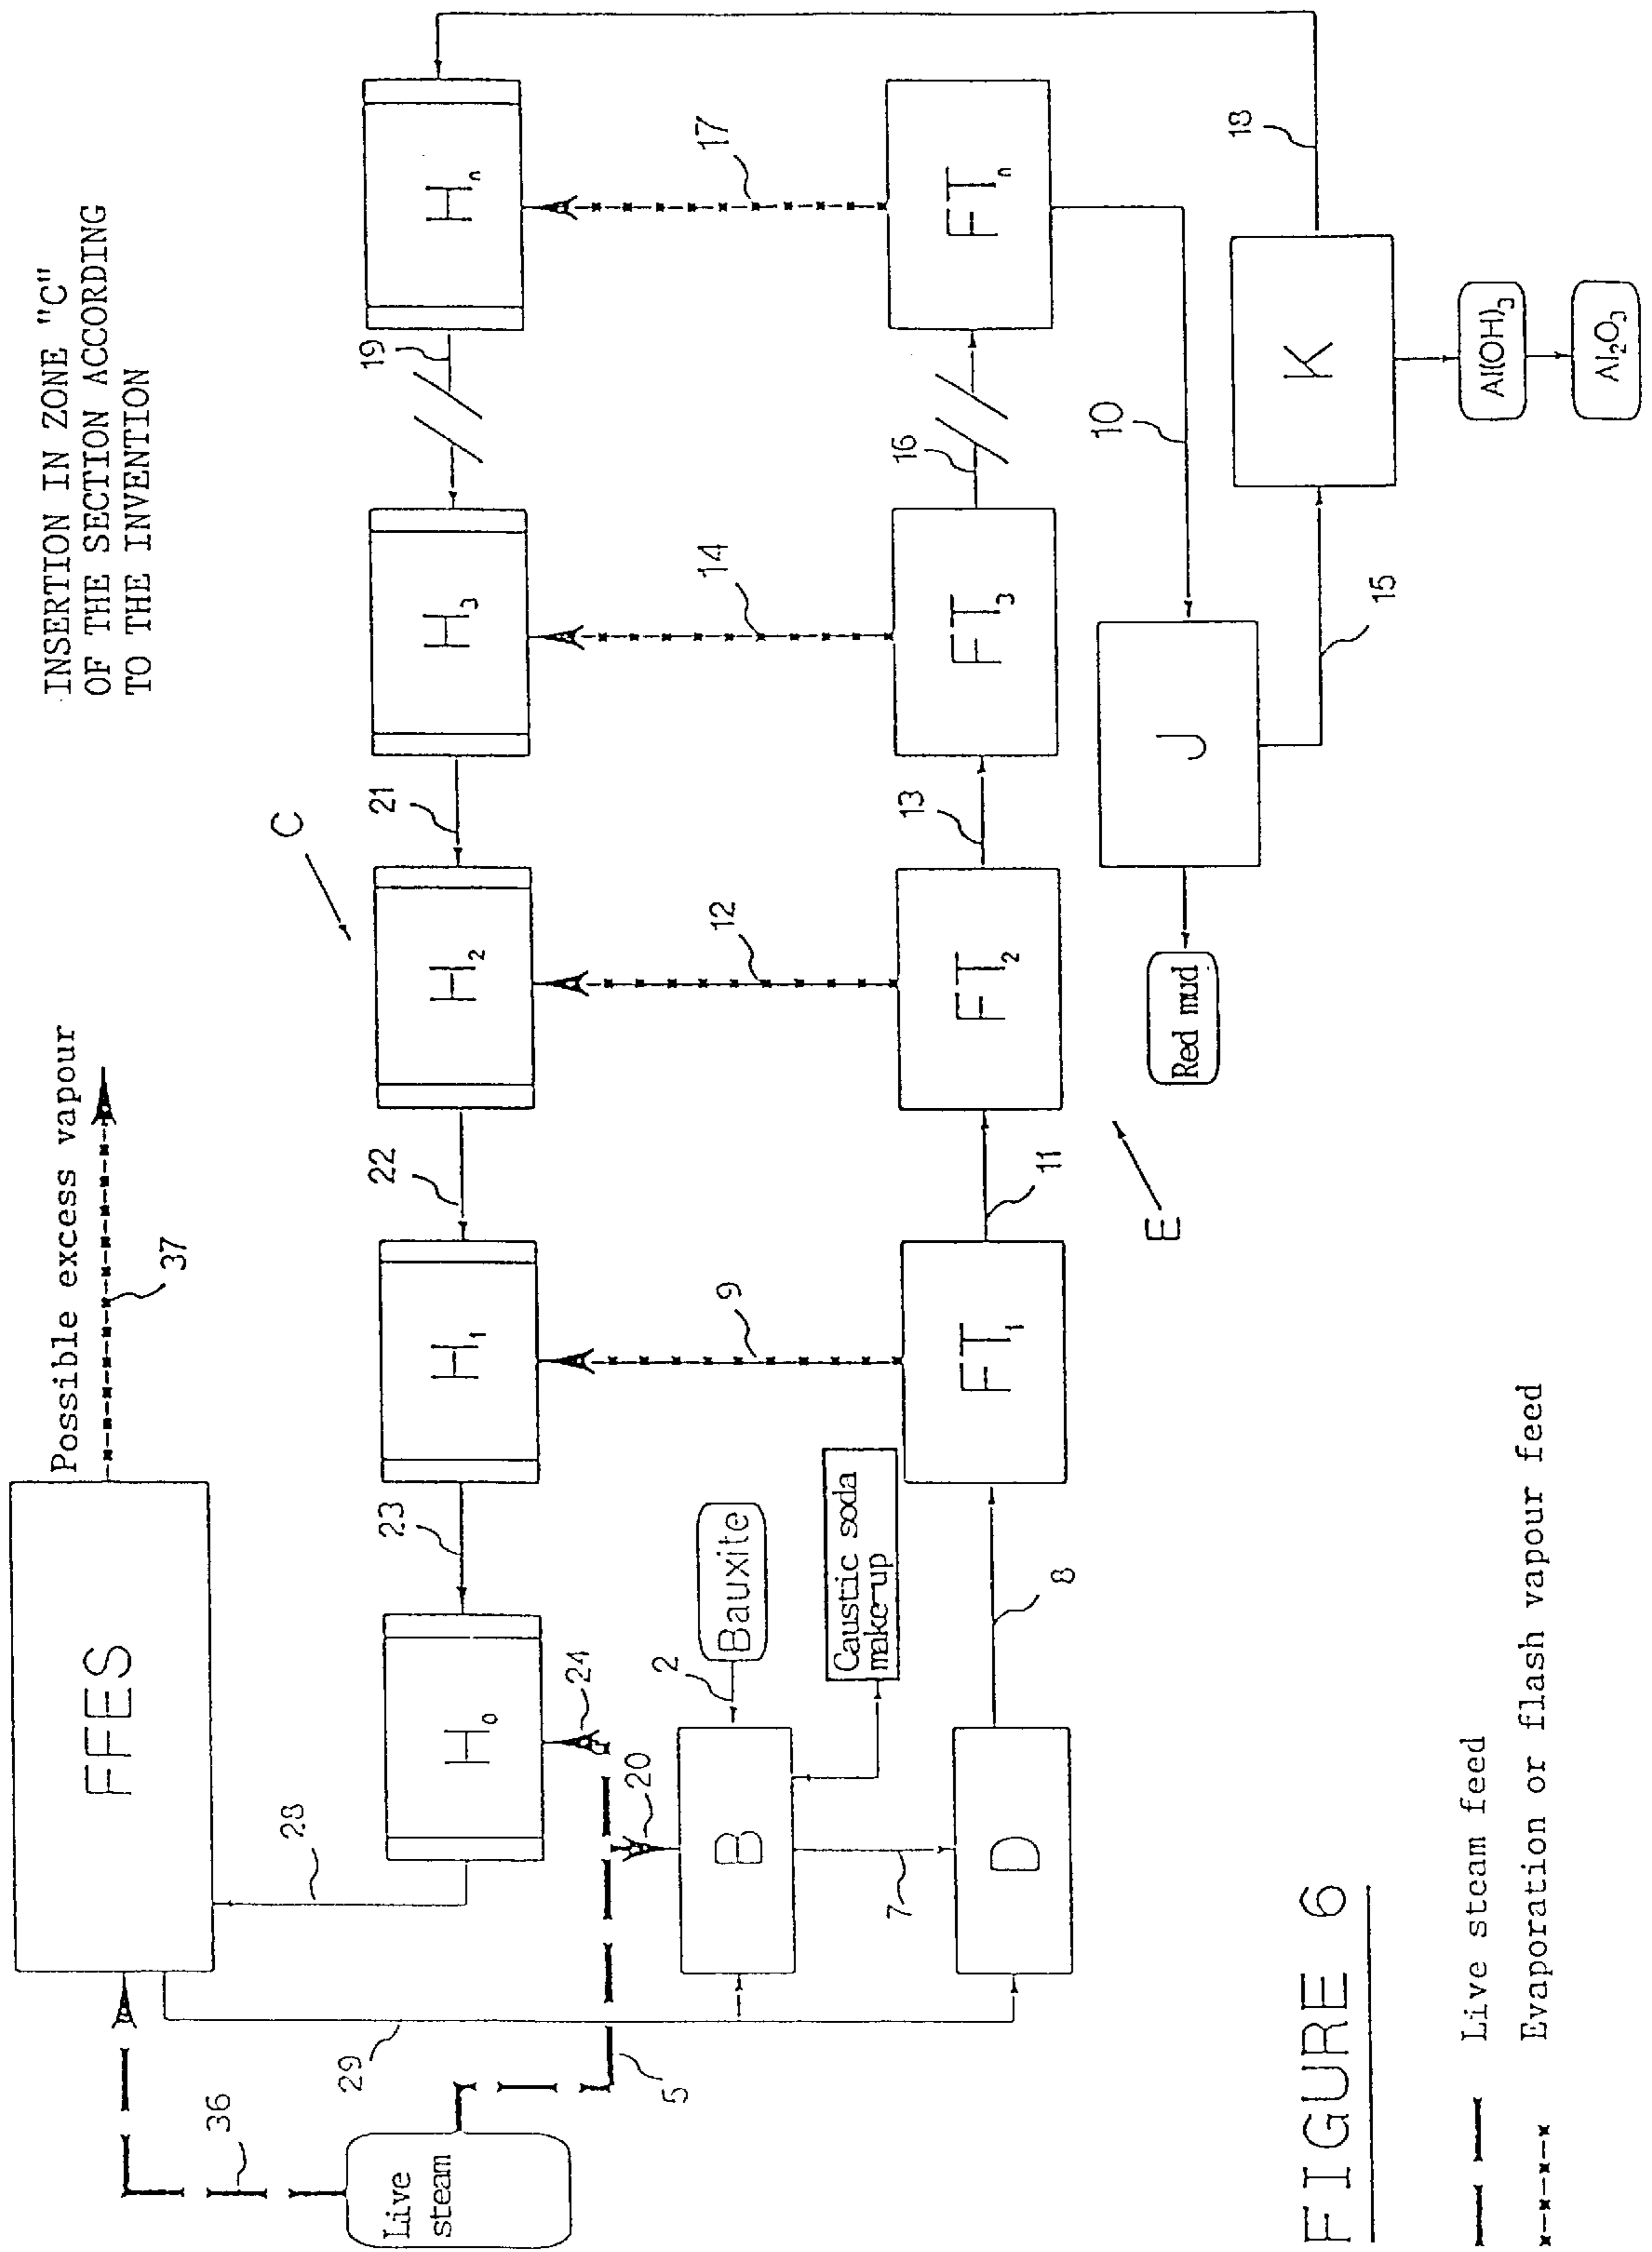 INSERTION IN ZONE "C"
OF THE SECTION ACCORDING
TO THE INVENTION
Possible excess vapour
37
FFES
36
Live
steam
28
29
5
C
H₀
23
H₁
22
H₂
21
H₃
19
Hₙ
24
20
9
12
14
17
2
Bauxite
B
Caustic soda
make-up
7
D
8
FT₁
11
FT₂
13
FT₃
16
FTₙ
E
10
J
Red mud
15
K
18
Al(OH)₃
Al₂O₃
FIGURE 6
Live steam feed
Evaporation or flash vapour feed